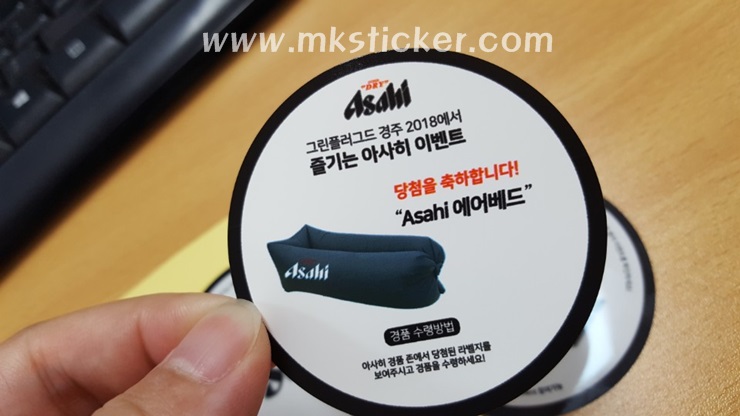 www.mksticker.com
"DRY"
Asahi
그린플러그드 경주 2018에서
즐기는 아사히 이벤트
당첨을 축하합니다!
“Asahi 에어베드”
Asahi
경품 수령방법
아사히 경품 존에서 당첨된 라벨지를
보여주시고 경품을 수령하세요!